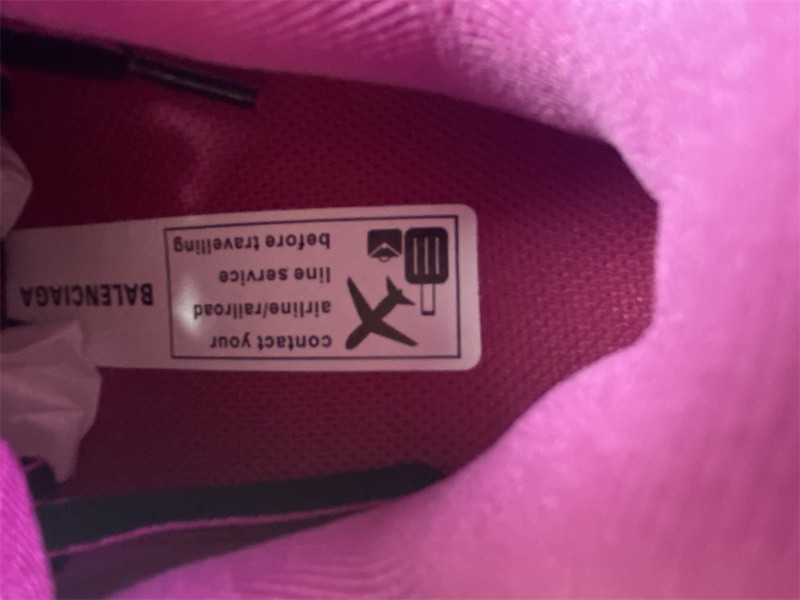 contact your
airline/railroad
line service
before travelling
BALENCIAGA